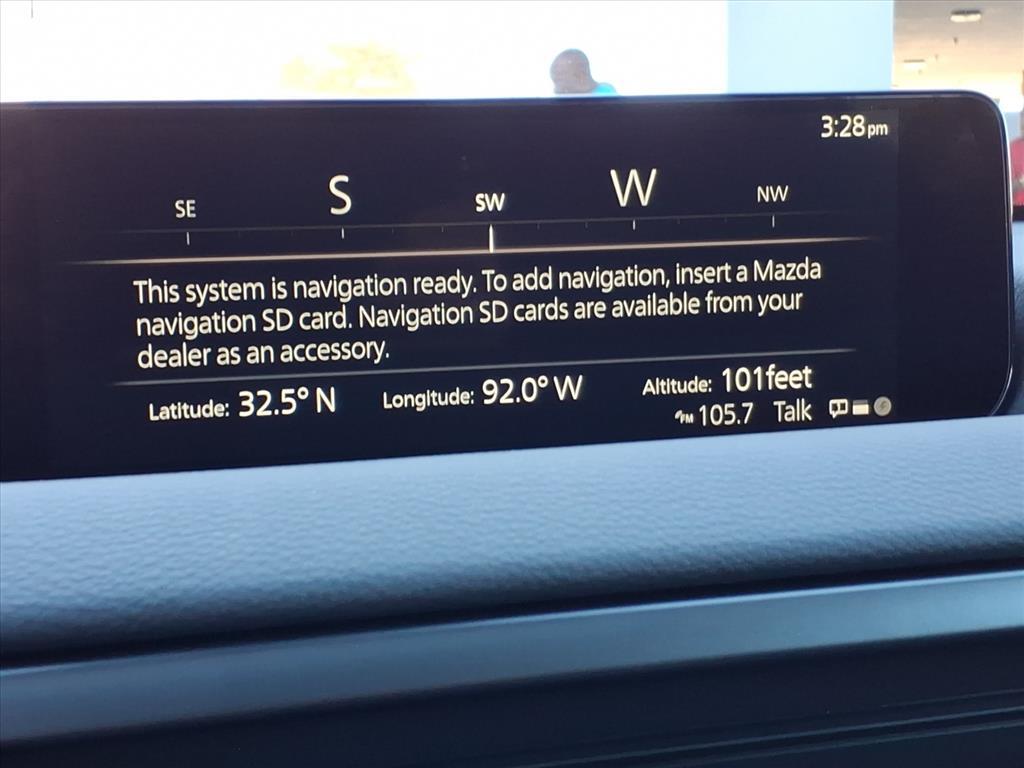 3:28pm
SE S SW W NW
This system is navigation ready. To add navigation, insert a Mazda
navigation SD card. Navigation SD cards are available from your
dealer as an accessory.
Latitude: 32.5° N Longitude: 92.0° W Altitude: 101feet
FM 105.7 Talk